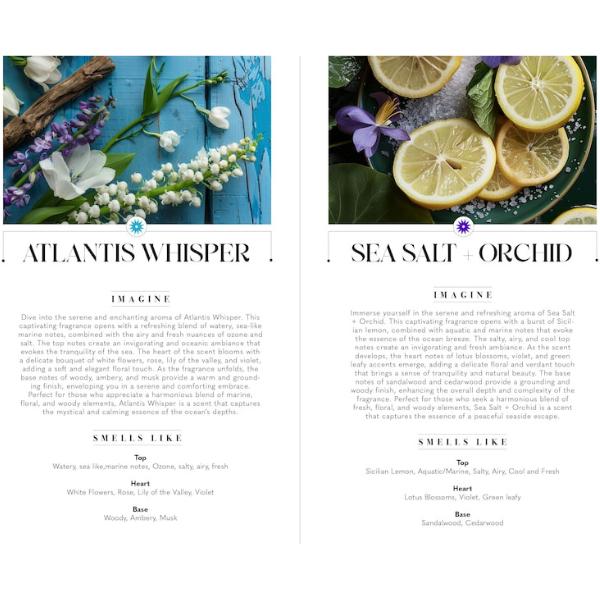 ATLANTIS WHISPER
IMAGINE
Dive into the serene and enchanting aroma of Atlantis Whisper. This
captivating fragrance opens with a refreshing blend of watery, sea-like
marine notes, combined with the airy and fresh nuances of ozone and
salt. The top notes create an invigorating and oceanic ambiance that
evokes the tranquility of the sea. The heart of the scent blooms with
a delicate bouquet of white flowers, rose, lily of the valley, and violet,
adding a soft and elegant floral touch. As the fragrance unfolds, the
base notes of woody, ambery, and musk provide a warm and ground-
ing finish, enveloping you in a serene and comforting embrace.
Perfect for those who appreciate a harmonious blend of marine,
floral, and woody elements, Atlantis Whisper is a scent that captures
the mystical and calming essence of the ocean's depths.
SMELLS LIKE
Top
Watery, sea like,marine notes, Ozone, salty, airy, fresh
Heart
White Flowers, Rose, Lily of the Valley, Violet
Base
Woody, Ambery, Musk
SEA SALT + ORCHID
IMAGINE
Immerse yourself in the serene and refreshing aroma of Sea Salt
+ Orchid. This captivating fragrance opens with a burst of Sicil-
ian lemon, combined with aquatic and marine notes that evoke
the essence of the ocean breeze. The salty, airy, and cool top
notes create an invigorating and fresh ambiance. As the scent
develops, the heart notes of lotus blossoms, violet, and green
leafy accents emerge, adding a delicate floral and verdant touch
that brings a sense of tranquility and natural beauty. The base
notes of sandalwood and cedarwood provide a grounding and
woody finish, enhancing the overall depth and complexity of the
fragrance. Perfect for those who seek a harmonious blend of
fresh, floral, and woody elements, Sea Salt + Orchid is a scent
that captures the essence of a peaceful seaside escape.
SMELLS LIKE
Top
Sicilian Lemon, Aquatic/Marine, Salty, Airy, Cool and Fresh
Heart
Lotus Blossoms, Violet, Green leafy
Base
Sandalwood, Cedarwood